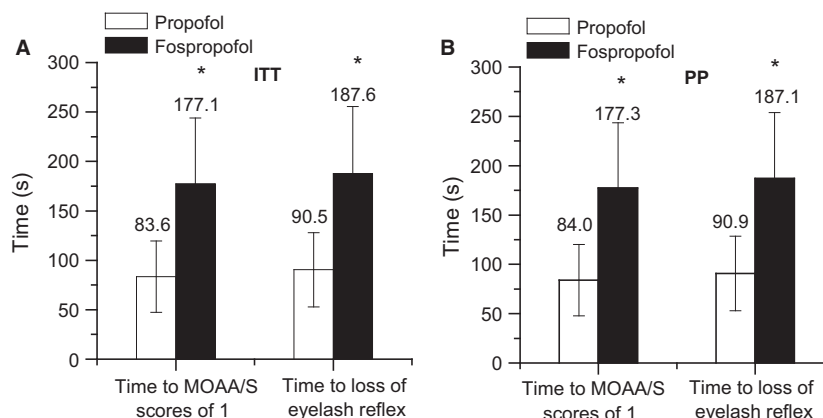 Propofol
Fospropofol
A
ITT
*
*
300
250
200
150
100
50
0
Time (s)
83.6
177.1
90.5
187.6
Time to MOAA/S
scores of 1
Time to loss of
eyelash reflex
Propofol
Fospropofol
B
PP
*
*
300
250
200
150
100
50
0
Time (s)
84.0
177.3
90.9
187.1
Time to MOAA/S
scores of 1
Time to loss of
eyelash reflex